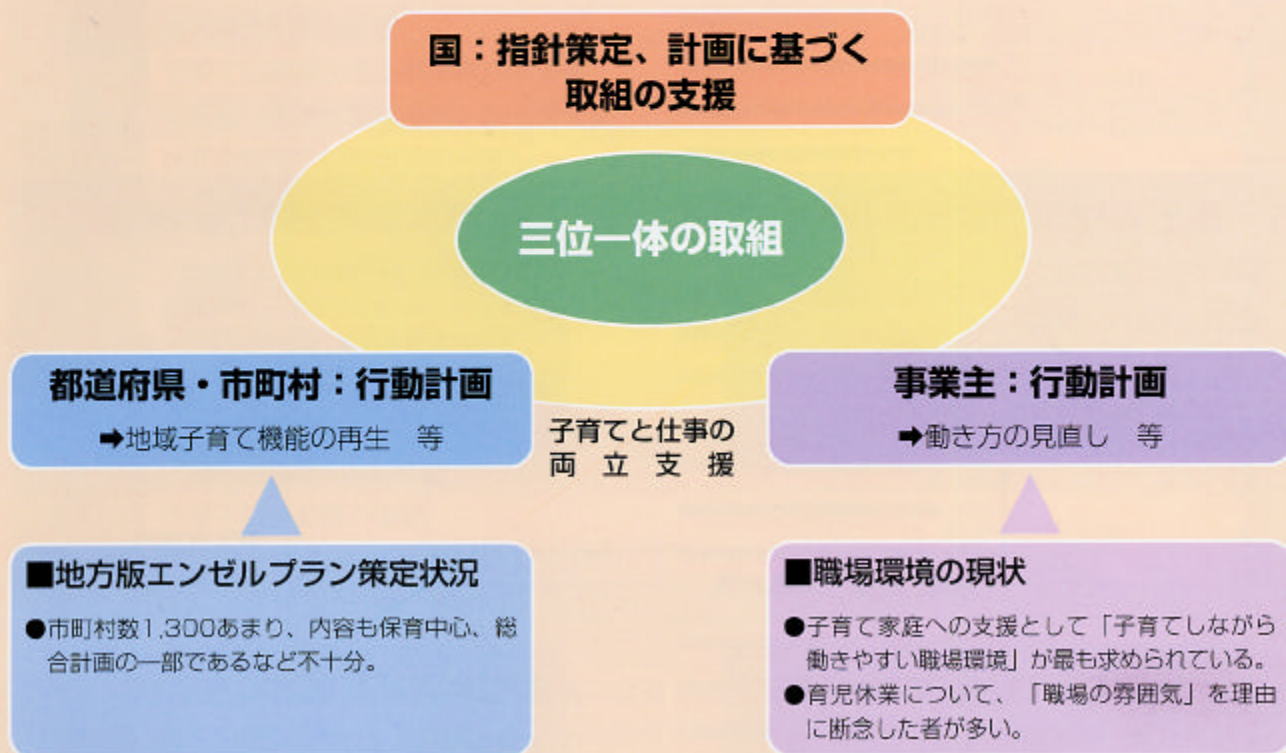 国：指針策定、計画に基づく
取組の支援
三位一体の取組
都道府県・市町村：行動計画
➡地域子育て機能の再生　等
子育てと仕事の
両　立　支　援
事業主：行動計画
➡働き方の見直し　等
■地方版エンゼルプラン策定状況
●市町村数1,300あまり、内容も保育中心、総
合計画の一部であるなど不十分。
■職場環境の現状
●子育て家庭への支援として「子育てしながら
働きやすい職場環境」が最も求められている。
●育児休業について、「職場の雰囲気」を理由
に断念した者が多い。